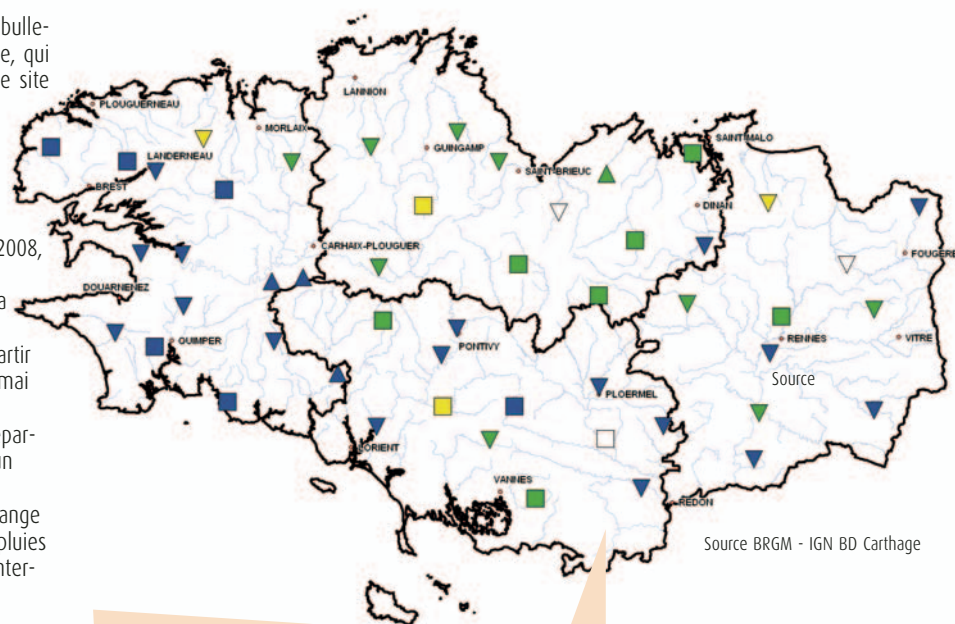 bulle-
e, qui
e site
2008,
a
artir
mai
épar-
un
ange
pluies
nter-
LANNION
PLOUGUERNEAU
MORLAIX
SAINT-MALO
GUINGAMP
LANDERNEAU
SAINT-BRIEUC
BREST
DINAN
CARHAIX-PLOUGUER
FOUGERE
DOUARNENEZ
QUIMPER
PONTIVY
RENNES
VITRE
Source
PLOERMEL
LORIENT
VANNES
REDON
Source BRGM - IGN BD Carthage